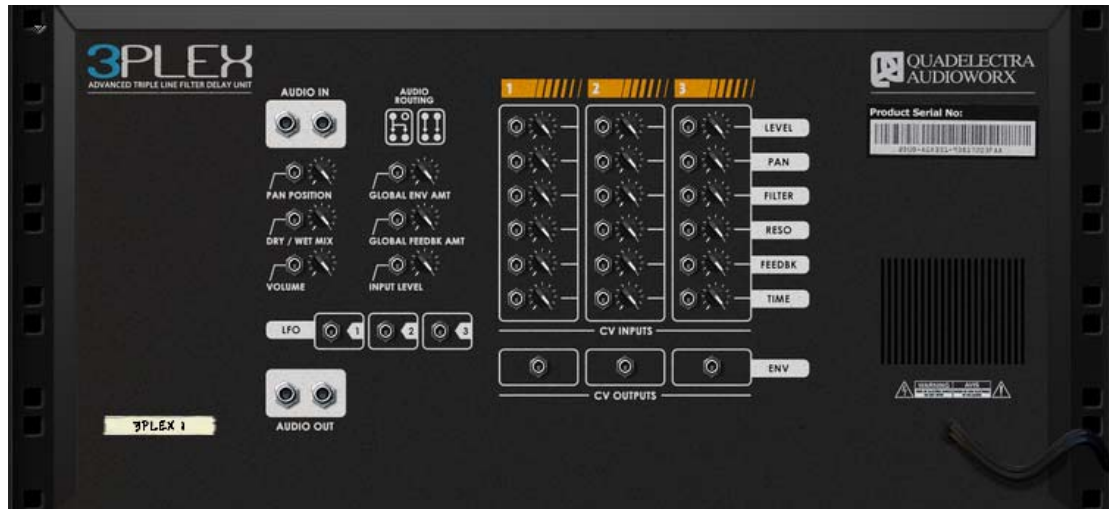 3PLEX
ADVANCED TRIPLE LINE FILTER DELAY UNIT
AUDIO IN
AUDIO
ROUTING
PAN POSITION
GLOBAL ENV AMT
DRY / WET MIX
GLOBAL FEEDBK AMT
VOLUME
INPUT LEVEL
LFO
1
2
3
AUDIO OUT
3PLEX 1
1
2
3
LEVEL
PAN
FILTER
RESO
FEEDBK
TIME
CV INPUTS
ENV
CV OUTPUTS
QUADELECTRA
AUDIOWORX
Product Serial No:
WARNING
AVIS